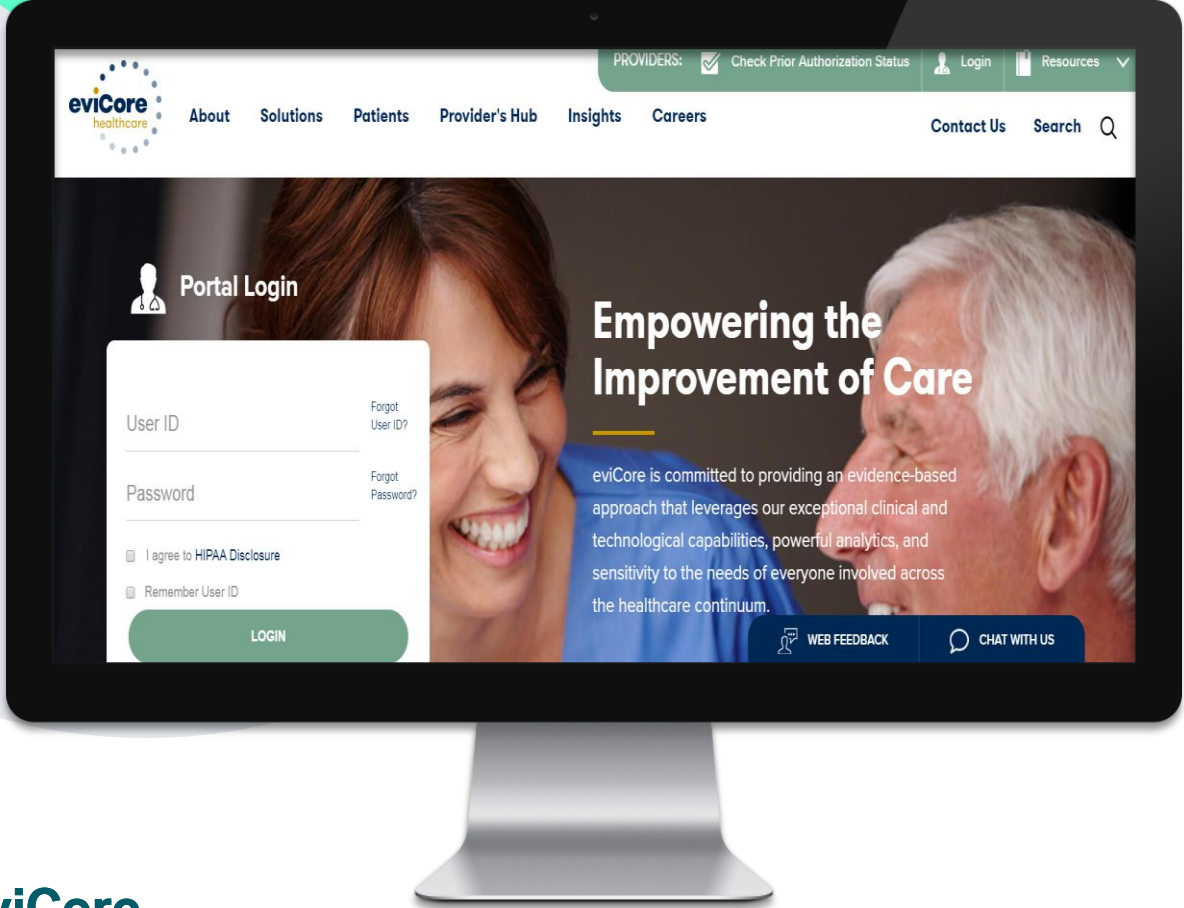 PROVIDERS: Check Prior Authorization Status Login Resources
eviCore
healthcare
About Solutions Patients Provider's Hub Insights Careers
Contact Us Search
Portal Login
User ID
Forgot
User ID?
Password
Forgot
Password?
I agree to HIPAA Disclosure
Remember User ID
LOGIN
Empowering the
Improvement of Care
eviCore is committed to providing an evidence-based
approach that leverages our exceptional clinical and
technological capabilities, powerful analytics, and
sensitivity to the needs of everyone involved across
the healthcare continuum.
WEB FEEDBACK CHAT WITH US